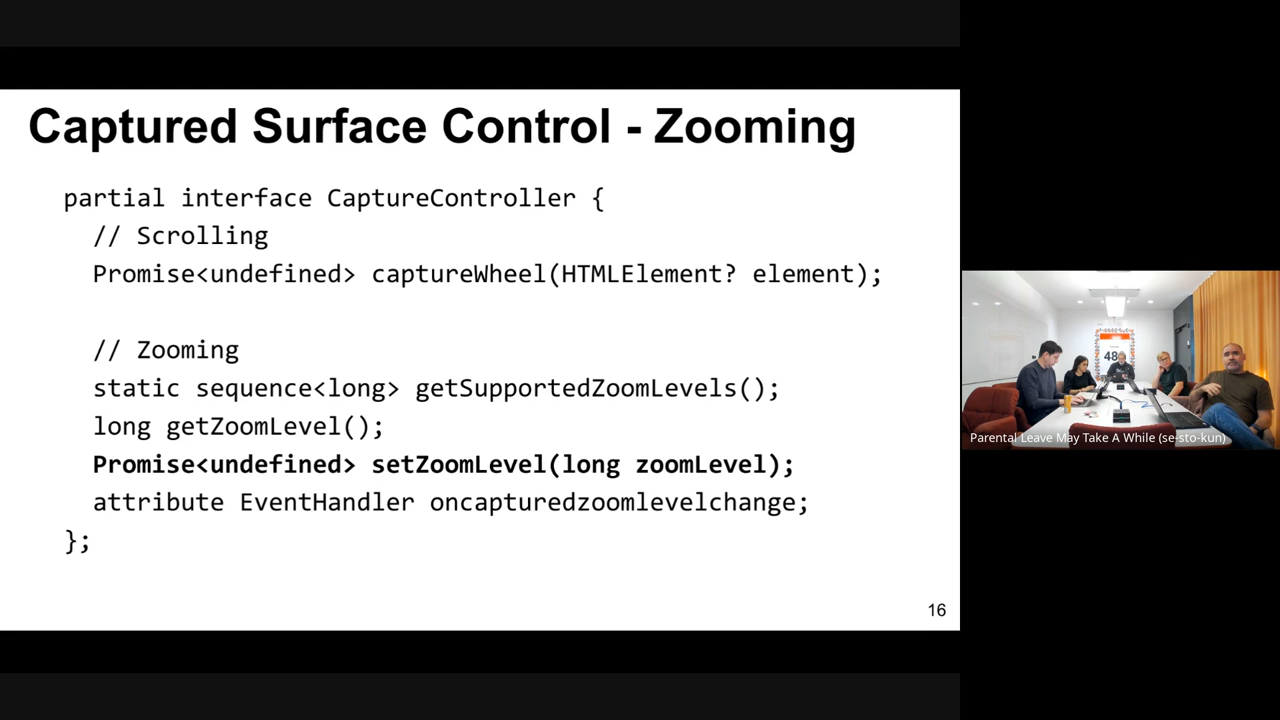 Captured Surface Control - Zooming
partial interface CaptureController {
// Scrolling
Promise<undefined> captureWheel(HTMLElement? element);
// Zooming
static sequence<long> getSupportedZoomLevels();
long getZoomLevel();
Promise<undefined> setZoomLevel(long zoomLevel);
attribute EventHandler oncapturedzoomlevelchange;
};
16
48
Parental Leave May Take A While (se-sto-kun)